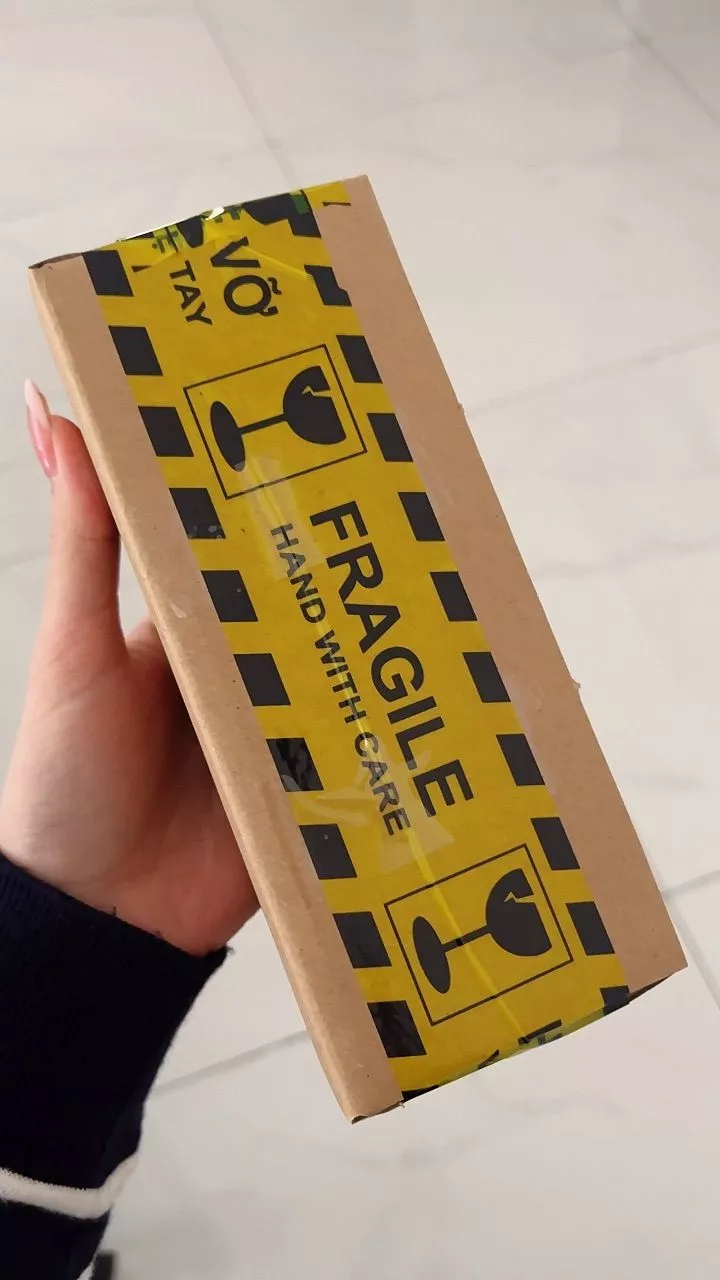 VỠ
TAY
FRAGILE
HAND WITH CARE